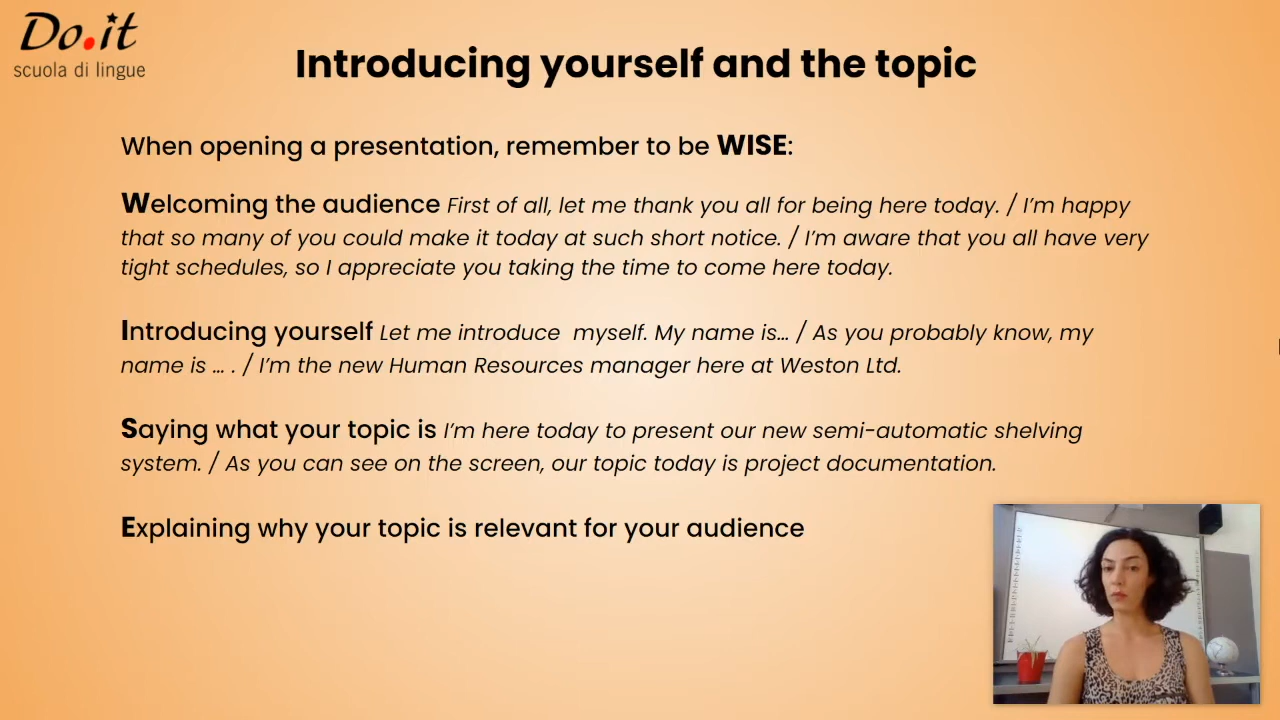 Do.it
scuola di lingue
Introducing yourself and the topic
When opening a presentation, remember to be WISE:
Welcoming the audience First of all, let me thank you all for being here today. / I’m happy
that so many of you could make it today at such short notice. / I’m aware that you all have very
tight schedules, so I appreciate you taking the time to come here today.
Introducing yourself Let me introduce  myself. My name is… / As you probably know, my
name is … . / I’m the new Human Resources manager here at Weston Ltd.
Saying what your topic is I’m here today to present our new semi-automatic shelving
system. / As you can see on the screen, our topic today is project documentation.
Explaining why your topic is relevant for your audience